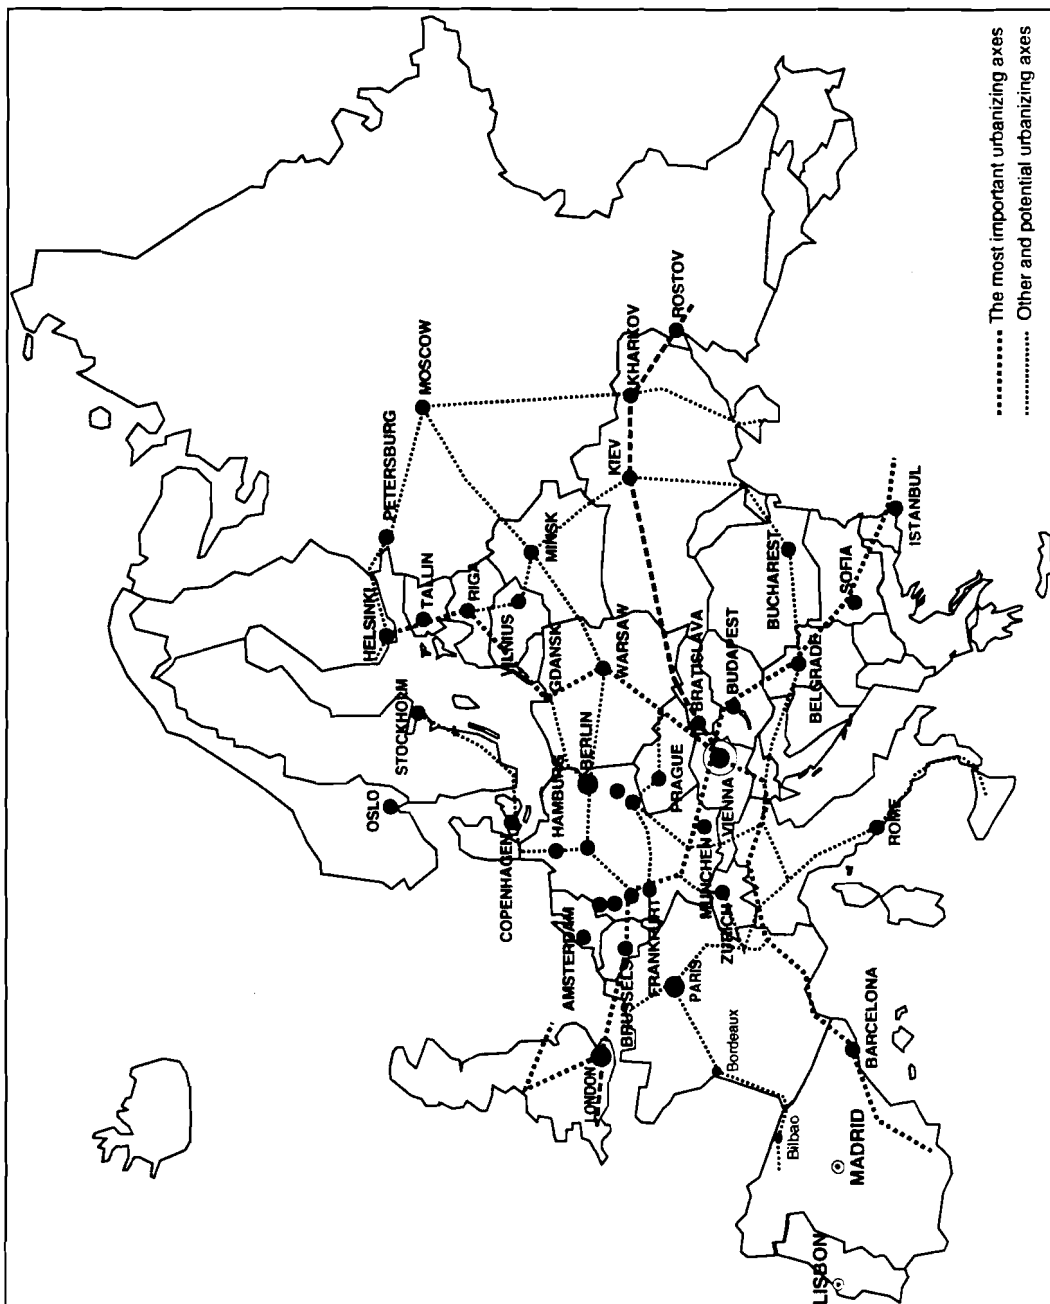 The most important urbanizing axes
Other and potential urbanizing axes
HELSINKI
PETERSBURG
MOSCOW
STOCKHORM
OSLO
TALLIN
RIGA
ILNIUS
MINSK
COPENHAGEN
HAMBURG
GDANSK
BERLIN
WARSAW
KIEV
KHARKOV
ROSTOV
AMSTERDAM
LONDON
BRUSSELS
FRANKFURT
PRAGUE
BRATISLAVA
PARIS
MUNCHEN
VIENNA
BUDAPEST
ZURICH
Bordeaux
BUCHAREST
BELGRADE
SOFIA
ISTANBUL
Bilbao
ROME
BARCELONA
MADRID
LISBON